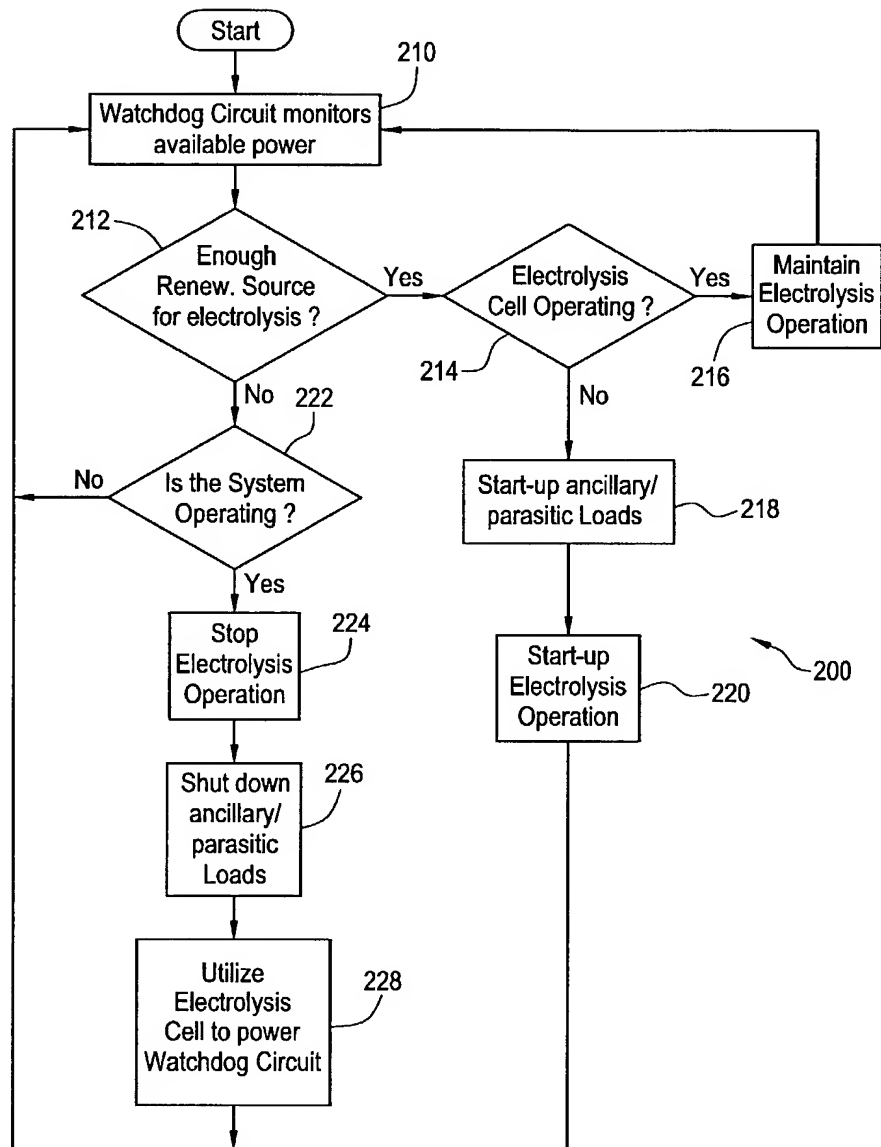 Start
210
Watchdog Circuit monitors
available power
212
Enough
Renew. Source
for electrolysis ?
Yes
Electrolysis
Cell Operating ?
Yes
Maintain
Electrolysis
Operation
214
216
No
222
No
No
Is the System
Operating ?
Start-up ancillary/
parasitic Loads
218
Yes
Stop
Electrolysis
Operation
224
Start-up
Electrolysis
Operation
220
200
Shut down
ancillary/
parasitic
Loads
226
Utilize
Electrolysis
Cell to power
Watchdog Circuit
228